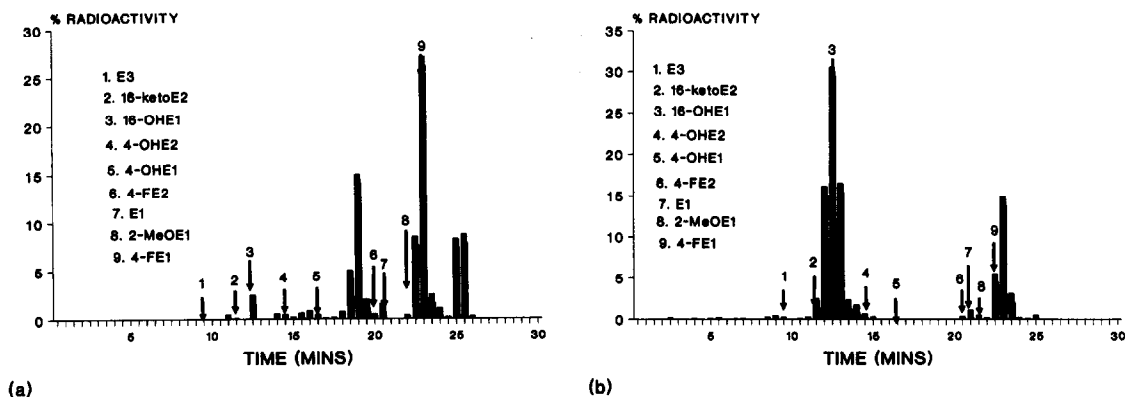 % RADIOACTIVITY
30
25
20
15
10
5
0
1. E3
2. 16-ketoE2
3. 16-OHE1
4. 4-OHE2
5. 4-OHE1
6. 4-FE2
7. E1
8. 2-MeOE1
9. 4-FE1
1
2
3
4
5
6
7
8
9
5
10
15
20
25
30
TIME (MINS)
(a)
% RADIOACTIVITY
35
30
25
20
15
10
5
0
1. E3
2. 16-ketoE2
3. 16-OHE1
4. 4-OHE2
5. 4-OHE1
6. 4-FE2
7. E1
8. 2-MeOE1
9. 4-FE1
1
2
3
4
5
6
7
8
9
5
10
15
20
25
30
TIME (MINS)
(b)